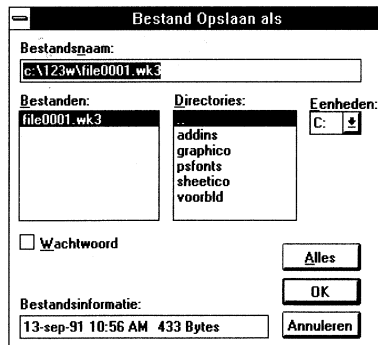 Bestand Opslaan als
Bestandsnaam:
c:\123w\file0001.wk3
Bestanden:
file0001.wk3
Directories:
..
addins
graphico
psfonts
sheetico
voorbld
Eenheden:
C:
Wachtwoord
Alles
OK
Annuleren
Bestandsinformatie:
13-sep-91 10:56 AM 433 Bytes